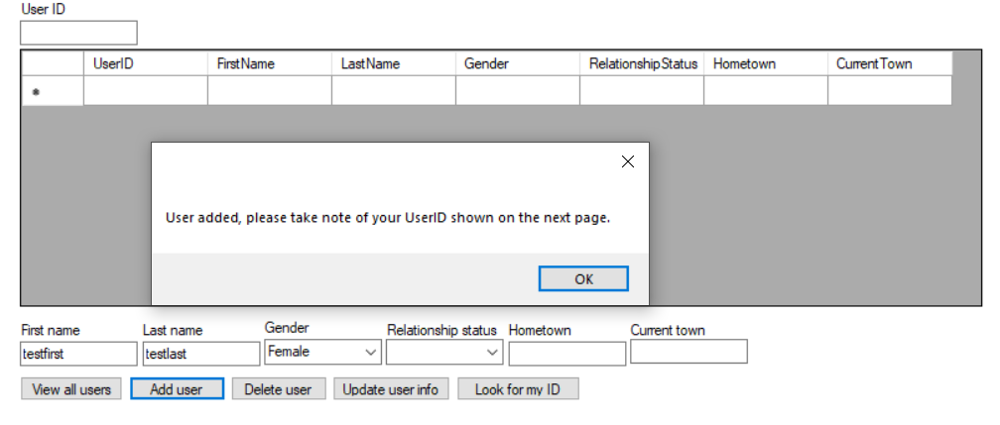 User ID
UserID FirstName LastName Gender RelationshipStatus Hometown CurrentTown
User added, please take note of your UserID shown on the next page.
OK
First name Last name Gender Relationship status Hometown Current town
testfirst testlast Female
View all users Add user Delete user Update user info Look for my ID